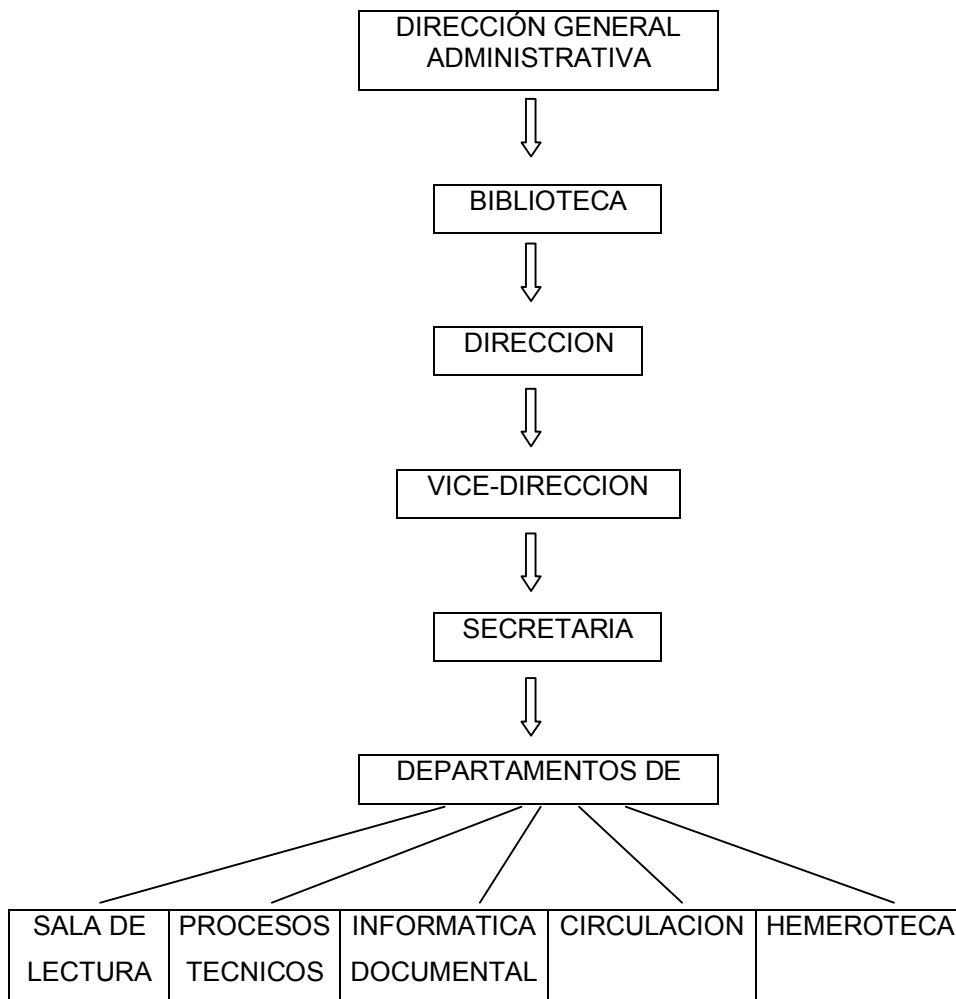 DIRECCIÓN GENERAL
ADMINISTRATIVA
BIBLIOTECA
DIRECCION
VICE-DIRECCION
SECRETARIA
DEPARTAMENTOS DE
SALA DE
LECTURA
PROCESOS
TECNICOS
INFORMATICA
DOCUMENTAL
CIRCULACION
HEMEROTECA